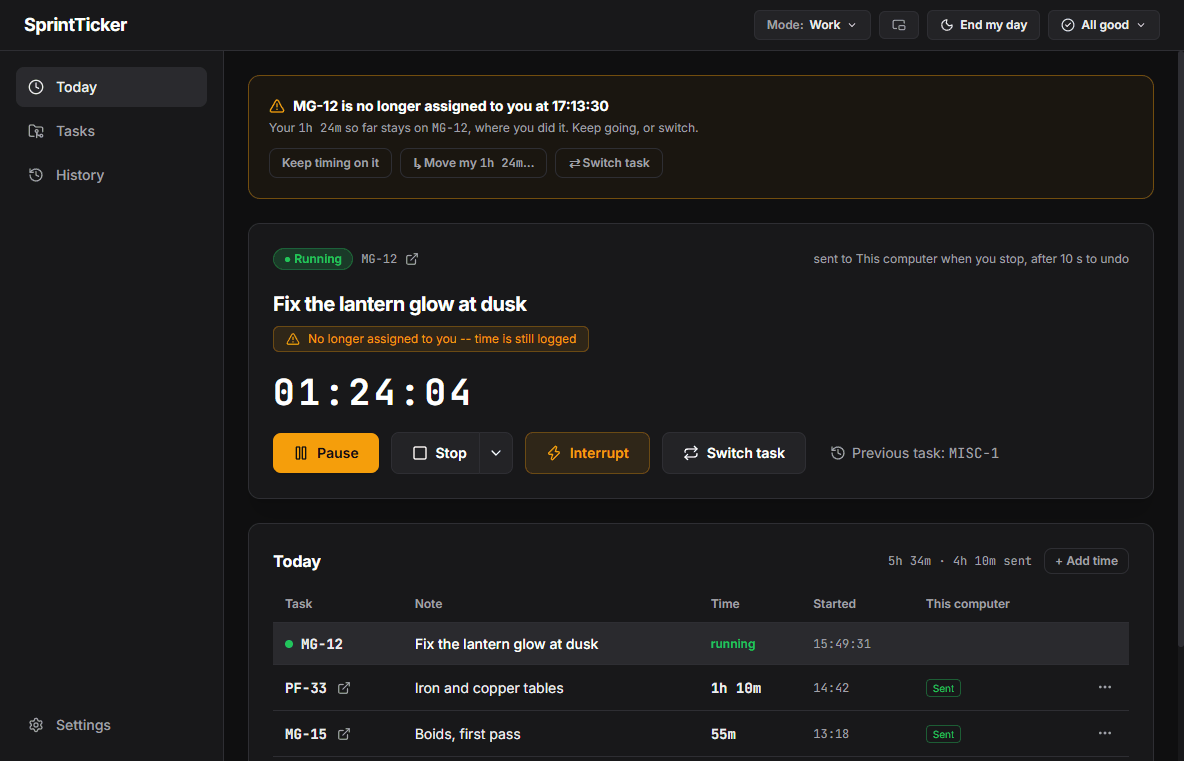 SprintTicker
Mode: Work
End my day
All good
Today
Tasks
History
Settings
MG-12 is no longer assigned to you at 17:13:30
Your 1h 24m so far stays on MG-12, where you did it. Keep going, or switch.
Keep timing on it
Move my 1h 24m...
Switch task
Running MG-12
sent to This computer when you stop, after 10 s to undo
Fix the lantern glow at dusk
No longer assigned to you -- time is still logged
01:24:04
Pause
Stop
Interrupt
Switch task
Previous task: MISC-1
Today
5h 34m · 4h 10m sent
+ Add time
Task Note Time Started This computer
MG-12 Fix the lantern glow at dusk running 15:49:31
PF-33 Iron and copper tables 1h 10m 14:42 Sent
MG-15 Boids, first pass 55m 13:18 Sent